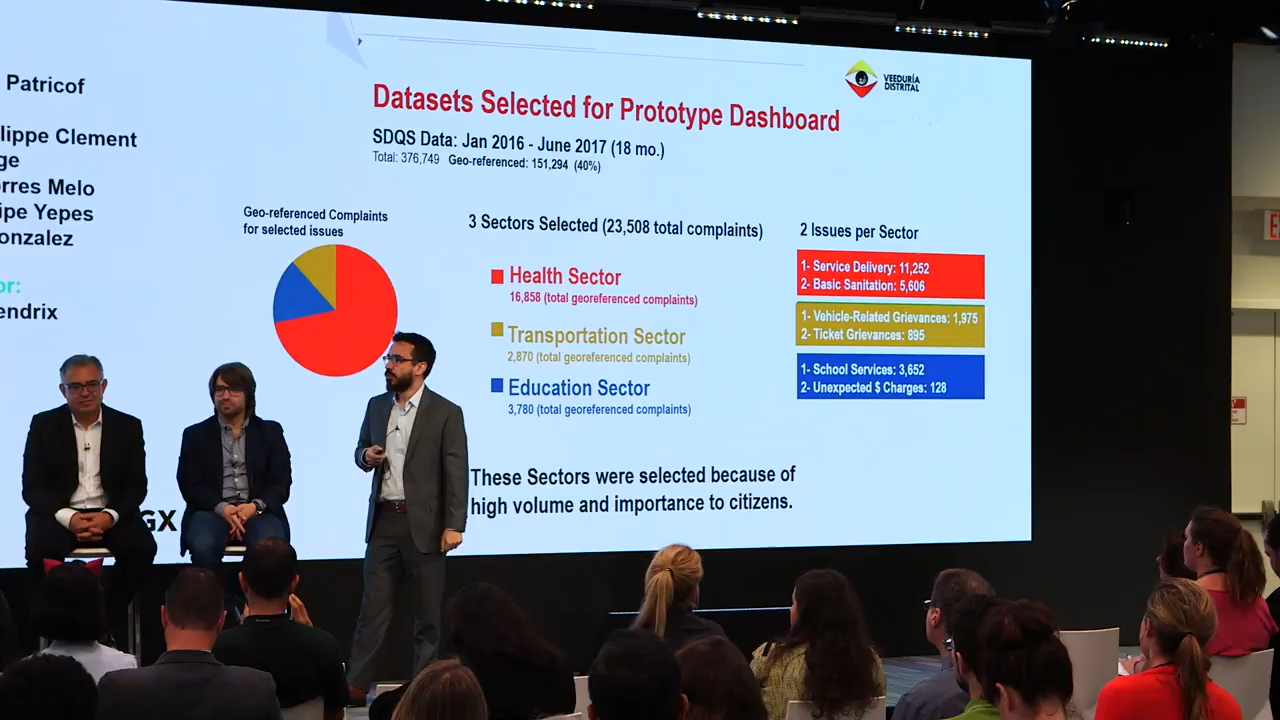 Patricof
lippe Clement
ge
rres Melo
ipe Yepes
onzalez
or:
endrix
GX
VEEDURÍA
DISTRITAL
Datasets Selected for Prototype Dashboard
SDQS Data: Jan 2016 - June 2017 (18 mo.)
Total: 376,749 Geo-referenced: 151,294 (40%)
Geo-referenced Complaints
for selected issues
3 Sectors Selected (23,508 total complaints)
Health Sector
16,858 (total georeferenced complaints)
Transportation Sector
2,870 (total georeferenced complaints)
Education Sector
3,780 (total georeferenced complaints)
2 Issues per Sector
1- Service Delivery: 11,252
2- Basic Sanitation: 5,606
1- Vehicle-Related Grievances: 1,975
2- Ticket Grievances: 895
1- School Services: 3,652
2- Unexpected $ Charges: 128
These Sectors were selected because of
high volume and importance to citizens.